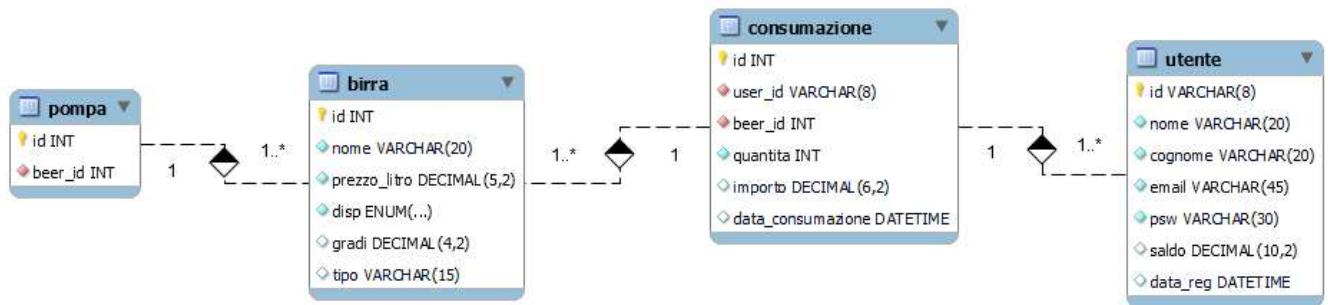 pompa
id INT
beer_id INT
1
1..*
birra
id INT
nome VARCHAR(20)
prezzo_litro DECIMAL(5,2)
disp ENUM(...)
gradi DECIMAL(4,2)
tipo VARCHAR(15)
1..*
1
consumazione
id INT
user_id VARCHAR(8)
beer_id INT
quantita INT
importo DECIMAL(6,2)
data_consumazione DATETIME
1
1..*
utente
id VARCHAR(8)
nome VARCHAR(20)
cognome VARCHAR(20)
email VARCHAR(45)
psw VARCHAR(30)
saldo DECIMAL(10,2)
data_reg DATETIME